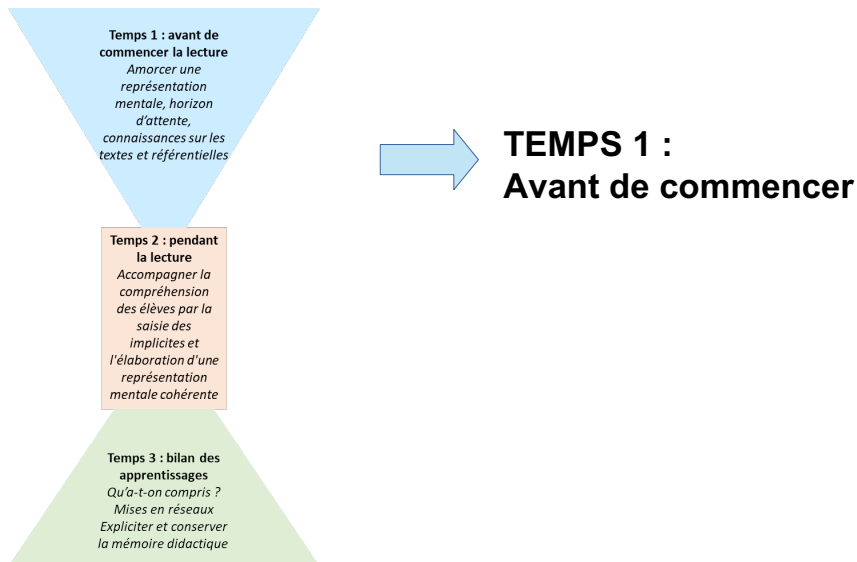 Temps 1 : avant de
commencer la lecture
Amorcer une
représentation
mentale, horizon
d'attente,
connaissances sur les
textes et référentielles
TEMPS 1 :
Avant de commencer
Temps 2 : pendant
la lecture
Accompagner la
compréhension
des élèves par la
saisie des
implicites et
l'élaboration d'une
représentation
mentale cohérente
Temps 3 : bilan des
apprentissages
Qu'a-t-on compris ?
Mises en réseaux
Expliciter et conserver
la mémoire didactique